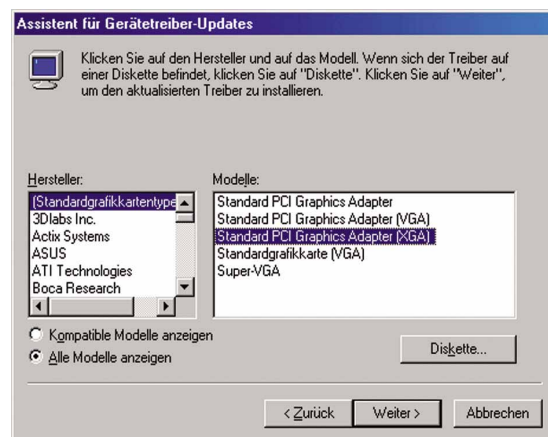 Assistent für Gerätetreiber-Updates
Klicken Sie auf den Hersteller und auf das Modell. Wenn sich der Treiber auf
einer Diskette befindet, klicken Sie auf "Diskette". Klicken Sie auf "Weiter",
um den aktualisierten Treiber zu installieren.
Hersteller:
(Standardgrafikkartentype
3Dlabs Inc.
Actix Systems
ASUS
ATI Technologies
Boca Research
Modelle:
Standard PCI Graphics Adapter
Standard PCI Graphics Adapter (VGA)
Standard PCI Graphics Adapter (XGA)
Standardgrafikkarte (VGA)
Super-VGA
Kompatible Modelle anzeigen
Alle Modelle anzeigen
Diskette...
< Zurück
Weiter >
Abbrechen